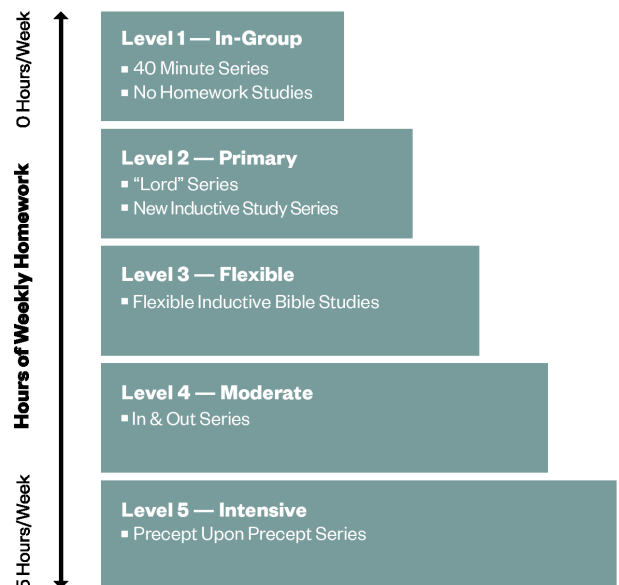 0 Hours/Week
Hours of Weekly Homework
5 Hours/Week
Level 1 — In-Group
▪ 40 Minute Series
▪ No Homework Studies
Level 2 — Primary
▪ “Lord” Series
▪ New Inductive Study Series
Level 3 — Flexible
▪ Flexible Inductive Bible Studies
Level 4 — Moderate
▪ In & Out Series
Level 5 — Intensive
▪ Precept Upon Precept Series